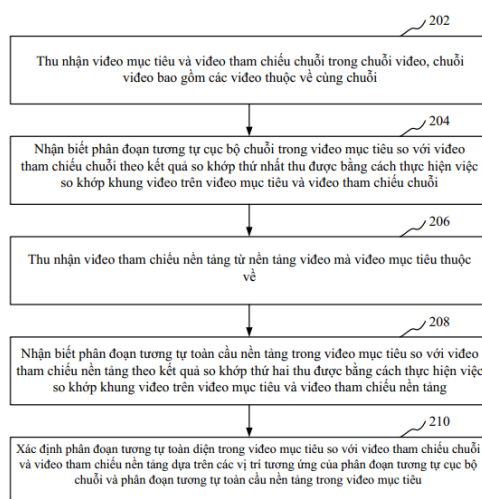 202
Thu nhận video mục tiêu và video tham chiếu chuỗi trong chuỗi video, chuỗi
video bao gồm các video thuộc về cùng chuỗi
204
Nhận biết phân đoạn tương tự cục bộ chuỗi trong video mục tiêu so với video
tham chiếu chuỗi theo kết quả so khớp thứ nhất thu được bằng cách thực hiện việc
so khớp khung video trên video mục tiêu và video tham chiếu chuỗi
206
Thu nhận video tham chiếu nền tảng từ nền tảng video mà video mục tiêu thuộc
về
208
Nhận biết phân đoạn tương tự toàn cầu nền tảng trong video mục tiêu so với video
tham chiếu nền tảng theo kết quả so khớp thứ hai thu được bằng cách thực hiện việc
so khớp khung video trên video mục tiêu và video tham chiếu nền tảng
210
Xác định phân đoạn tương tự toàn diện trong video mục tiêu so với video tham chiếu chuỗi
và video tham chiếu nền tảng dựa trên các vị trí tương ứng của phân đoạn tương tự cục bộ
chuỗi và phân đoạn tương tự toàn cầu nền tảng trong video mục tiêu